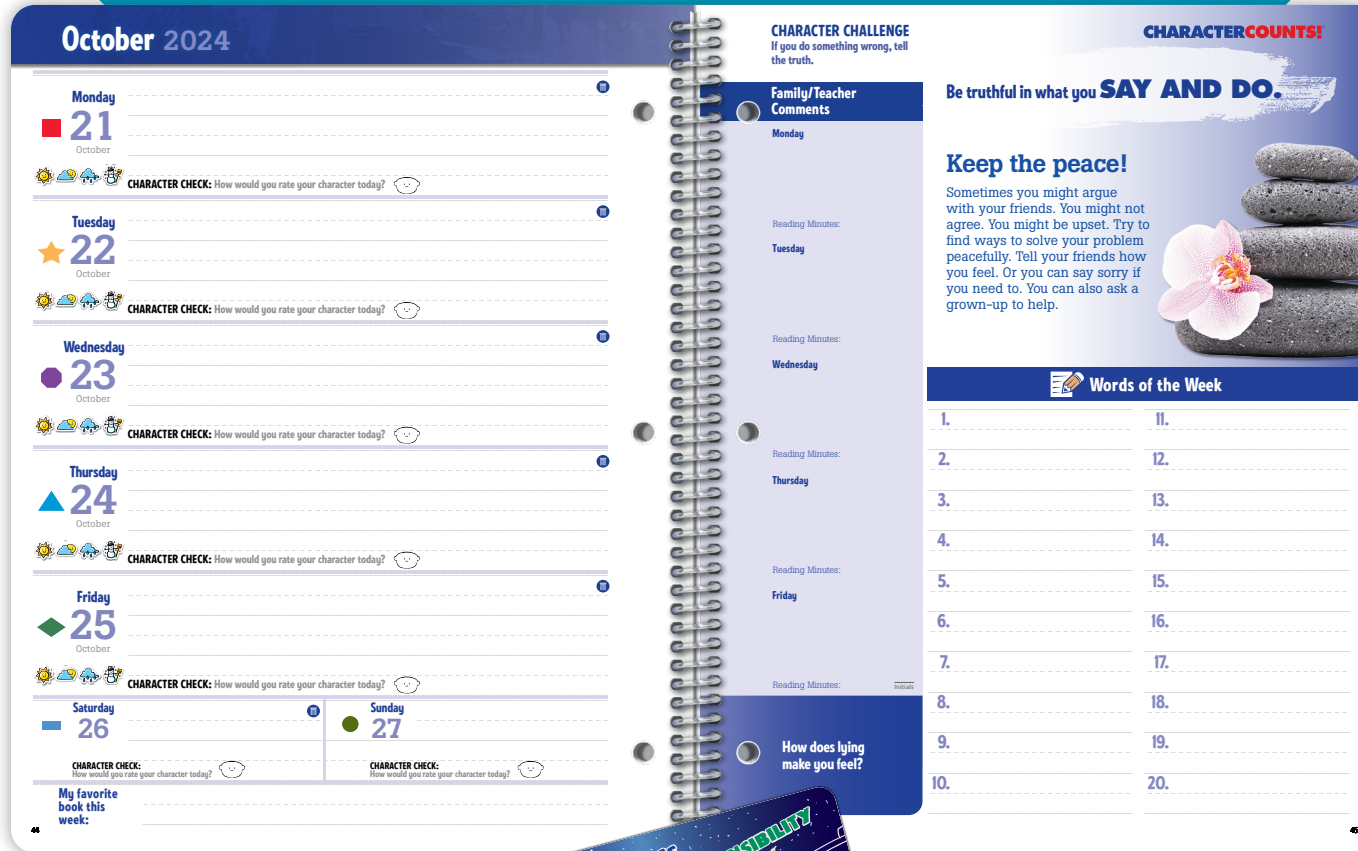 October 2024
Monday
21
October
CHARACTER CHECK: How would you rate your character today?
Tuesday
22
October
CHARACTER CHECK: How would you rate your character today?
Wednesday
23
October
CHARACTER CHECK: How would you rate your character today?
Thursday
24
October
CHARACTER CHECK: How would you rate your character today?
Friday
25
October
CHARACTER CHECK: How would you rate your character today?
Saturday
26
CHARACTER CHECK:
How would you rate your character today?
Sunday
27
CHARACTER CHECK:
How would you rate your character today?
My favorite
book this
week:
44
CHARACTER CHALLENGE
If you do something wrong, tell
the truth.
Family/Teacher
Comments
Monday
Reading Minutes:
Tuesday
Reading Minutes:
Wednesday
Reading Minutes:
Thursday
Reading Minutes:
Friday
Reading Minutes:
Initials
How does lying
make you feel?
CHARACTERCOUNTS!
Be truthful in what you SAY AND DO.
Keep the peace!
Sometimes you might argue
with your friends. You might not
agree. You might be upset. Try to
find ways to solve your problem
peacefully. Tell your friends how
you feel. Or you can say sorry if
you need to. You can also ask a
grown-up to help.
Words of the Week
1.
2.
3.
4.
5.
6.
7.
8.
9.
10.
11.
12.
13.
14.
15.
16.
17.
18.
19.
20.
45